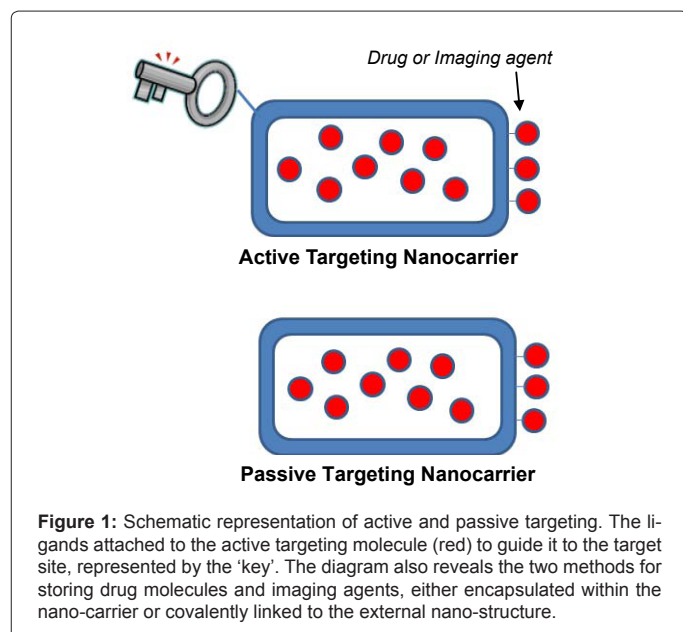 Drug or Imaging agent
Active Targeting Nanocarrier
Passive Targeting Nanocarrier
Figure 1: Schematic representation of active and passive targeting. The li-
gands attached to the active targeting molecule (red) to guide it to the target
site, represented by the ‘key’. The diagram also reveals the two methods for
storing drug molecules and imaging agents, either encapsulated within the
nano-carrier or covalently linked to the external nano-structure.